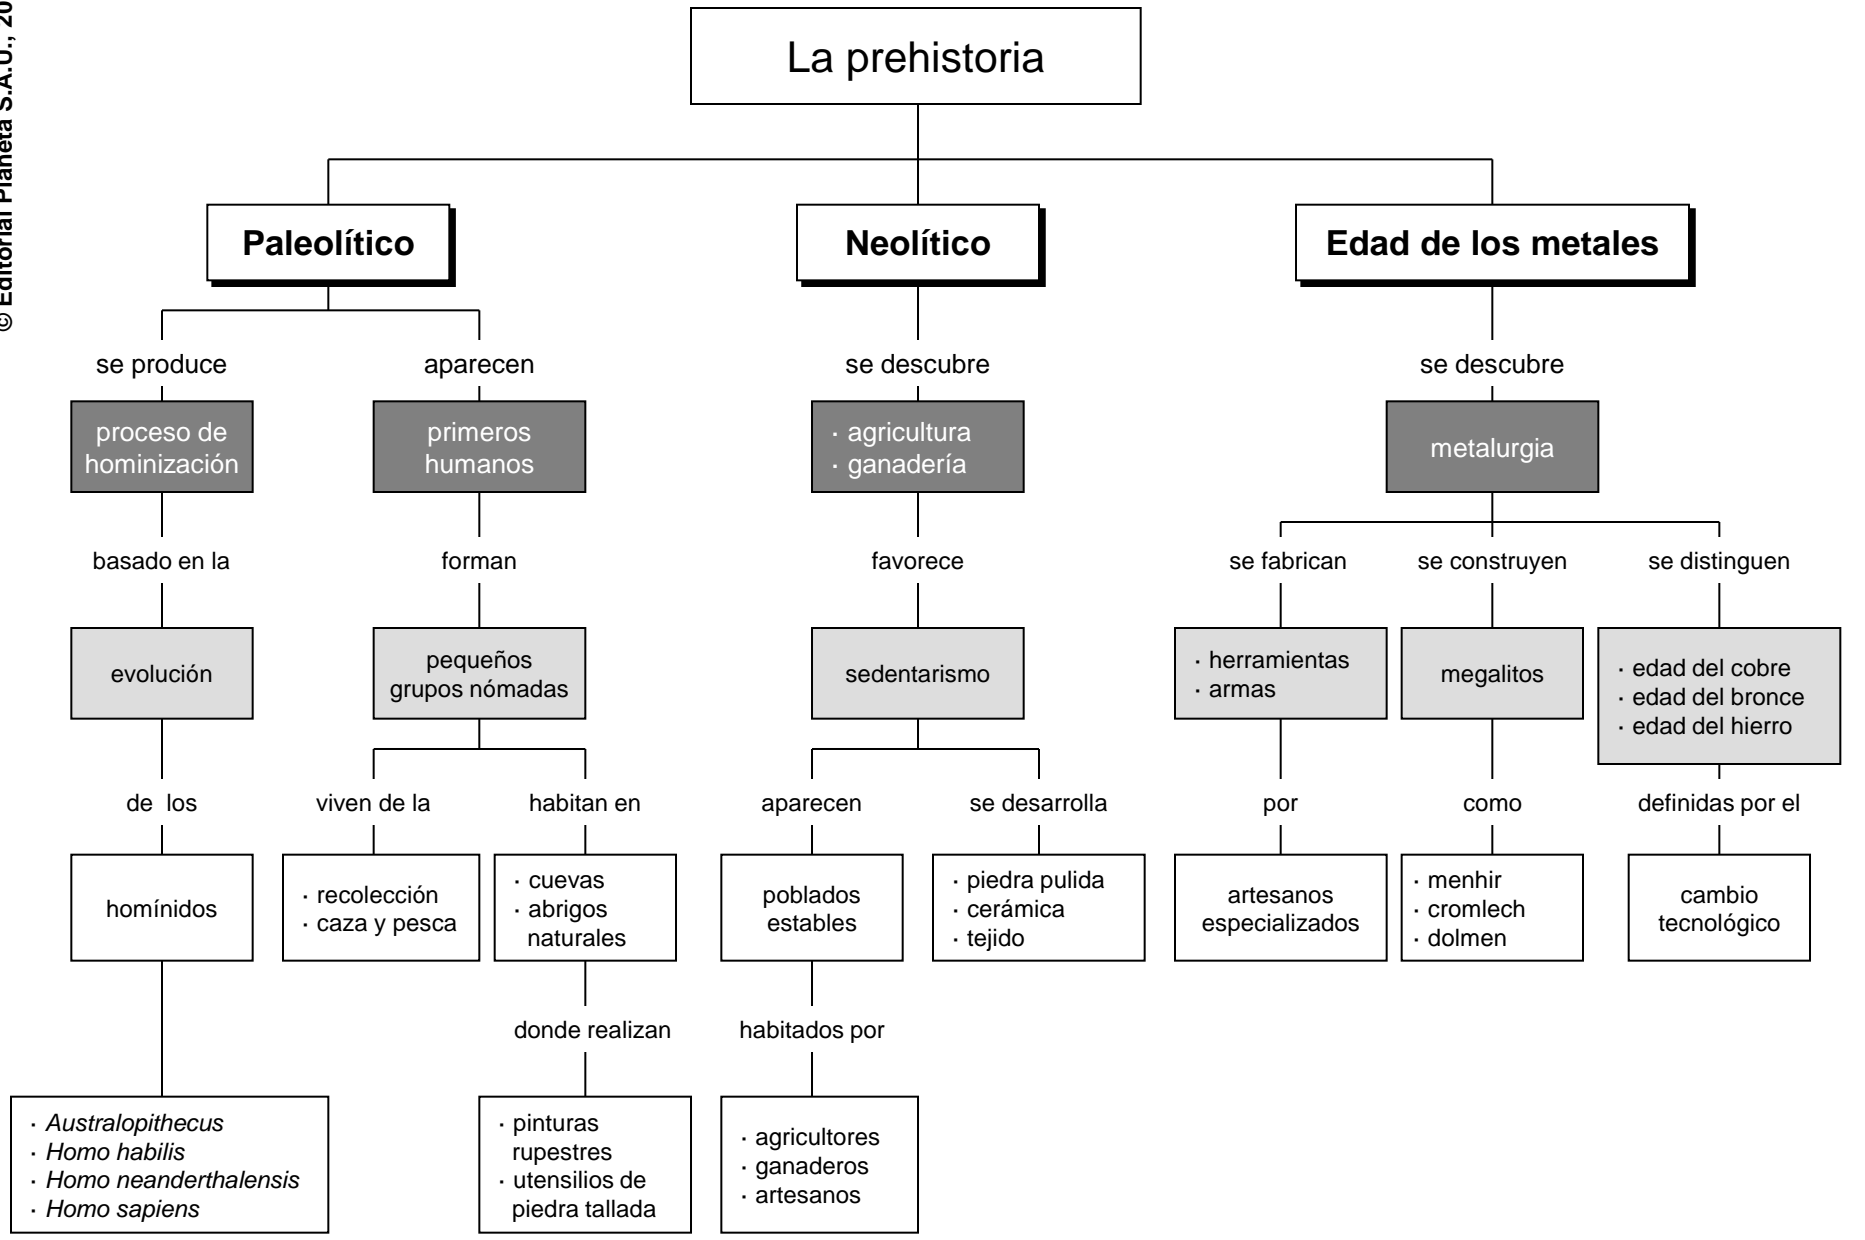 © Editorial Planeta S.A.U., 20
La prehistoria
Paleolítico
Neolítico
Edad de los metales
se produce
aparecen
se descubre
se descubre
proceso de
hominización
primeros
humanos
· agricultura
· ganadería
metalurgia
basado en la
forman
favorece
se fabrican
se construyen
se distinguen
evolución
pequeños
grupos nómadas
sedentarismo
· herramientas
· armas
megalitos
· edad del cobre
· edad del bronce
· edad del hierro
de los
viven de la
habitan en
aparecen
se desarrolla
por
como
definidas por el
homínidos
· recolección
· caza y pesca
· cuevas
· abrigos
naturales
poblados
estables
· piedra pulida
· cerámica
· tejido
artesanos
especializados
· menhir
· cromlech
· dolmen
cambio
tecnológico
donde realizan
habitados por
· Australopithecus
· Homo habilis
· Homo neanderthalensis
· Homo sapiens
· pinturas
rupestres
· utensilios de
piedra tallada
· agricultores
· ganaderos
· artesanos